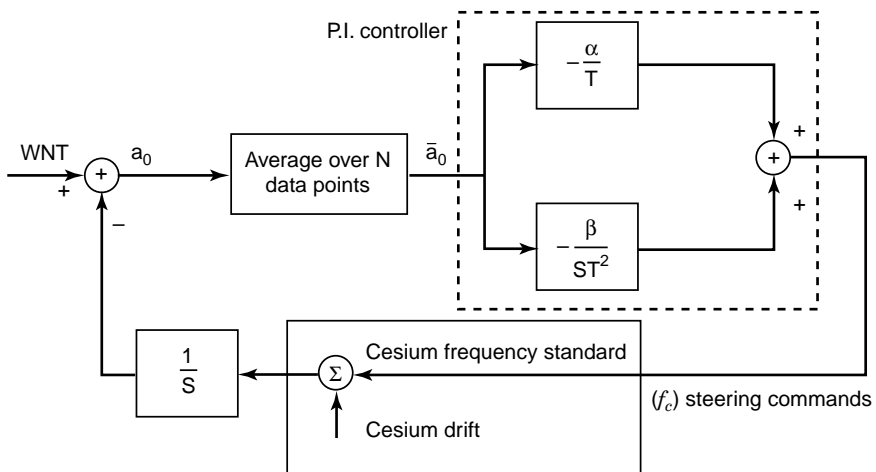 P.I. controller
− α
T
WNT
+
+
a0
Average over N
data points
ā0
+
+
+
−
− β
ST²
1
S
Cesium frequency standard
Σ
(fc) steering commands
Cesium drift